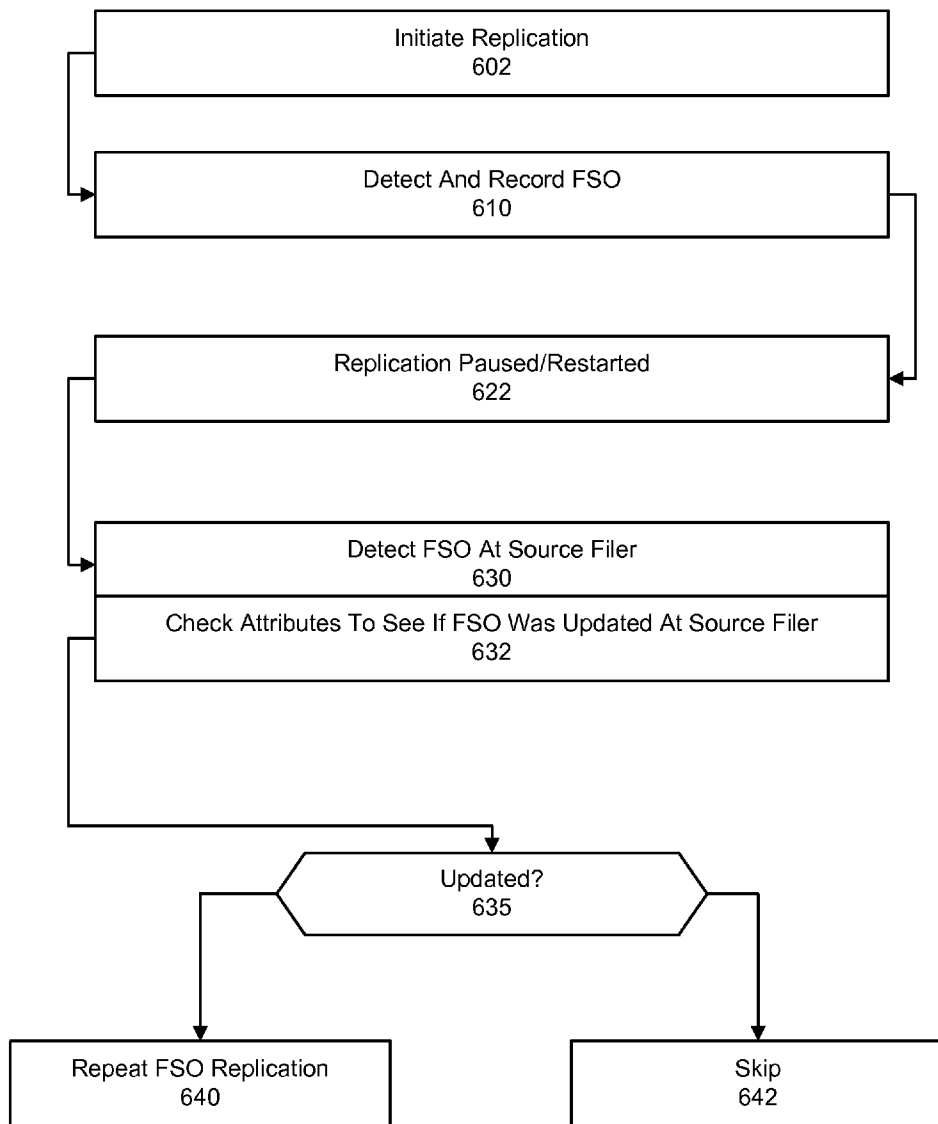 Initiate Replication
602
Detect And Record FSO
610
Replication Paused/Restarted
622
Detect FSO At Source Filer
630
Check Attributes To See If FSO Was Updated At Source Filer
632
Updated?
635
Repeat FSO Replication
640
Skip
642